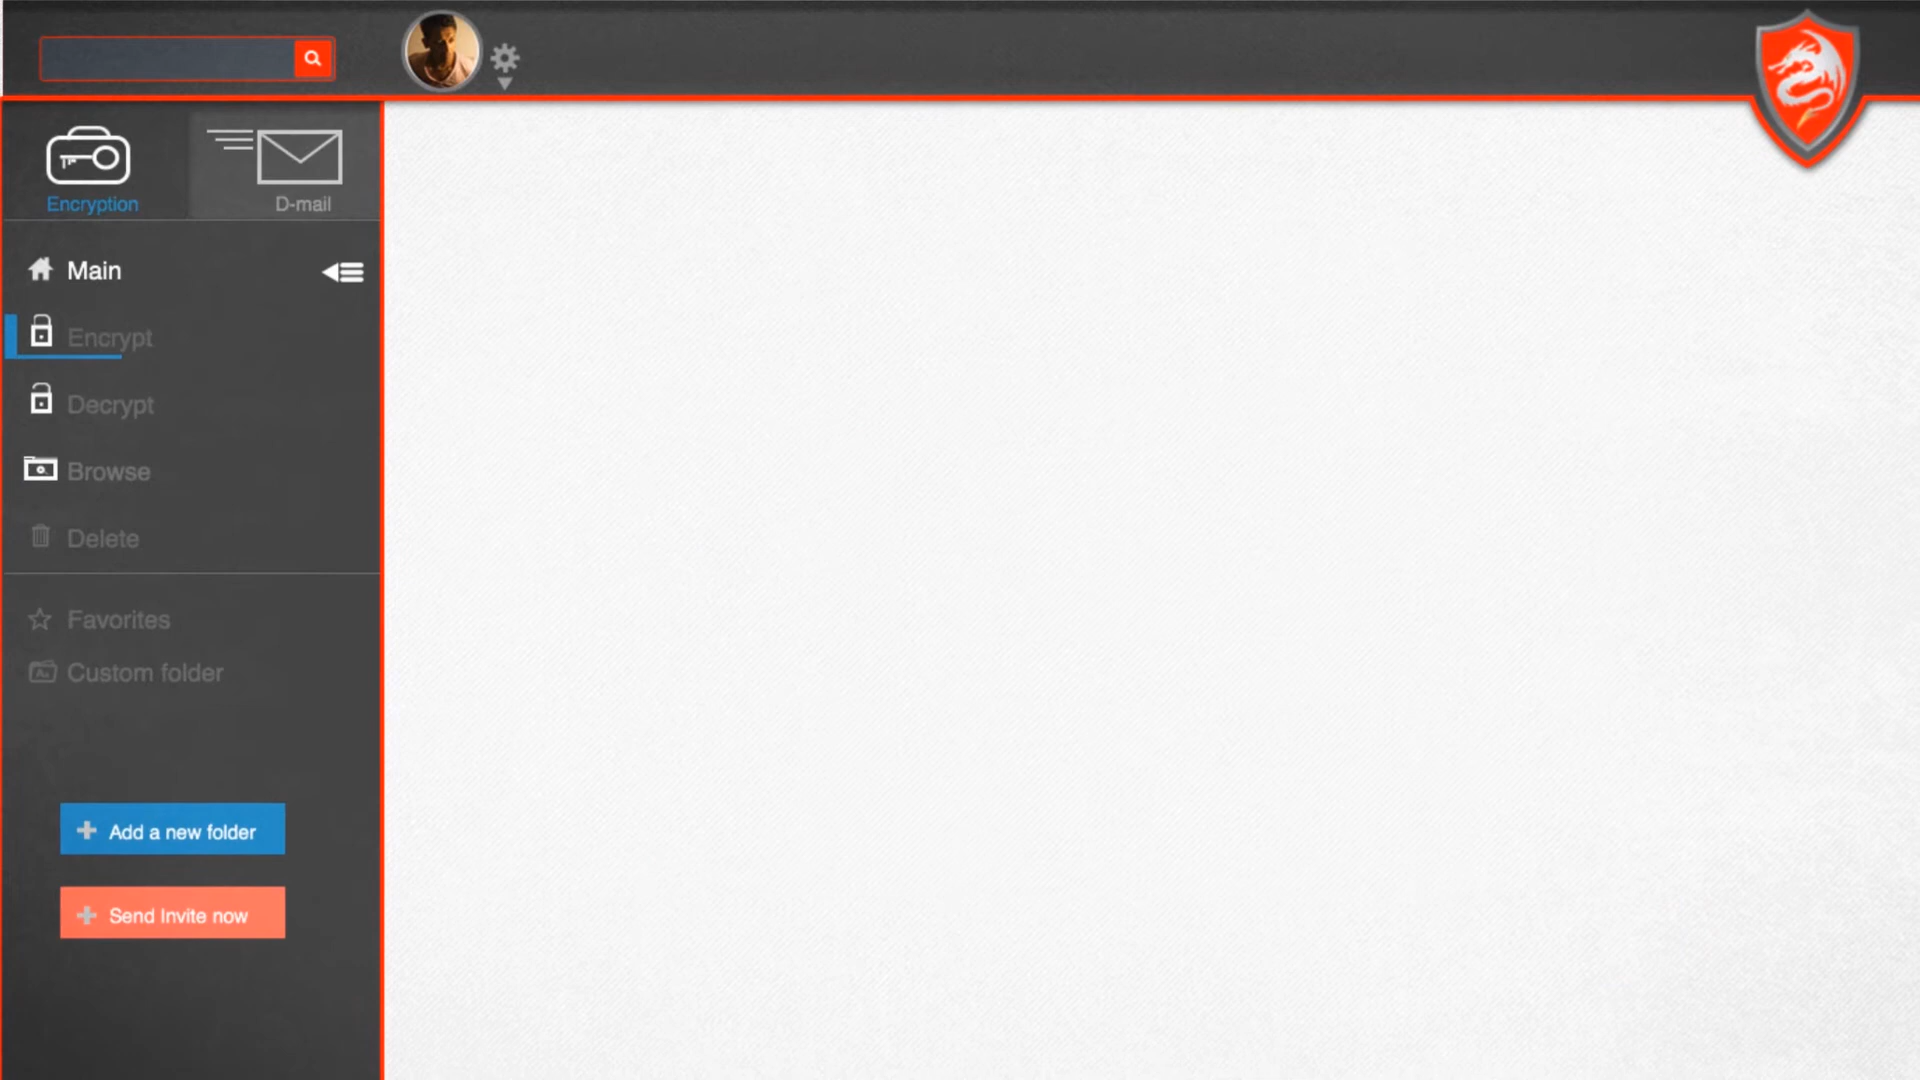 Encryption
D-mail
Main
Encrypt
Decrypt
Browse
Delete
Favorites
Custom folder
Add a new folder
Send Invite now